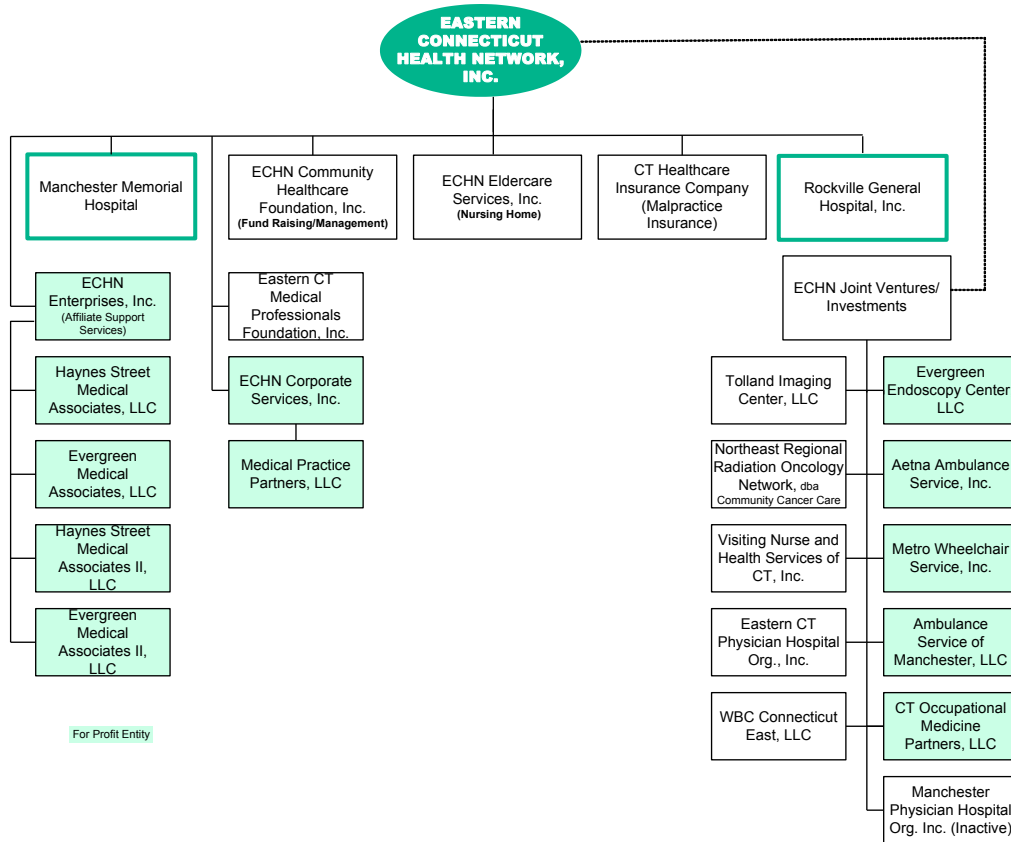 EASTERN
CONNECTICUT
HEALTH NETWORK,
INC.
Manchester Memorial
Hospital
ECHN Community
Healthcare
Foundation, Inc.
(Fund Raising/Management)
ECHN Eldercare
Services, Inc.
(Nursing Home)
CT Healthcare
Insurance Company
(Malpractice
Insurance)
Rockville General
Hospital, Inc.
ECHN
Enterprises, Inc.
(Affiliate Support
Services)
Haynes Street
Medical
Associates, LLC
Evergreen
Medical
Associates, LLC
Haynes Street
Medical
Associates II,
LLC
Evergreen
Medical
Associates II,
LLC
Eastern CT
Medical
Professionals
Foundation, Inc.
ECHN Corporate
Services, Inc.
Medical Practice
Partners, LLC
ECHN Joint Ventures/
Investments
Tolland Imaging
Center, LLC
Evergreen
Endoscopy Center
LLC
Northeast Regional
Radiation Oncology
Network, dba
Community Cancer Care
Aetna Ambulance
Service, Inc.
Visiting Nurse and
Health Services of
CT, Inc.
Metro Wheelchair
Service, Inc.
Eastern CT
Physician Hospital
Org., Inc.
Ambulance
Service of
Manchester, LLC
WBC Connecticut
East, LLC
CT Occupational
Medicine
Partners, LLC
Manchester
Physician Hospital
Org. Inc. (Inactive)
For Profit Entity